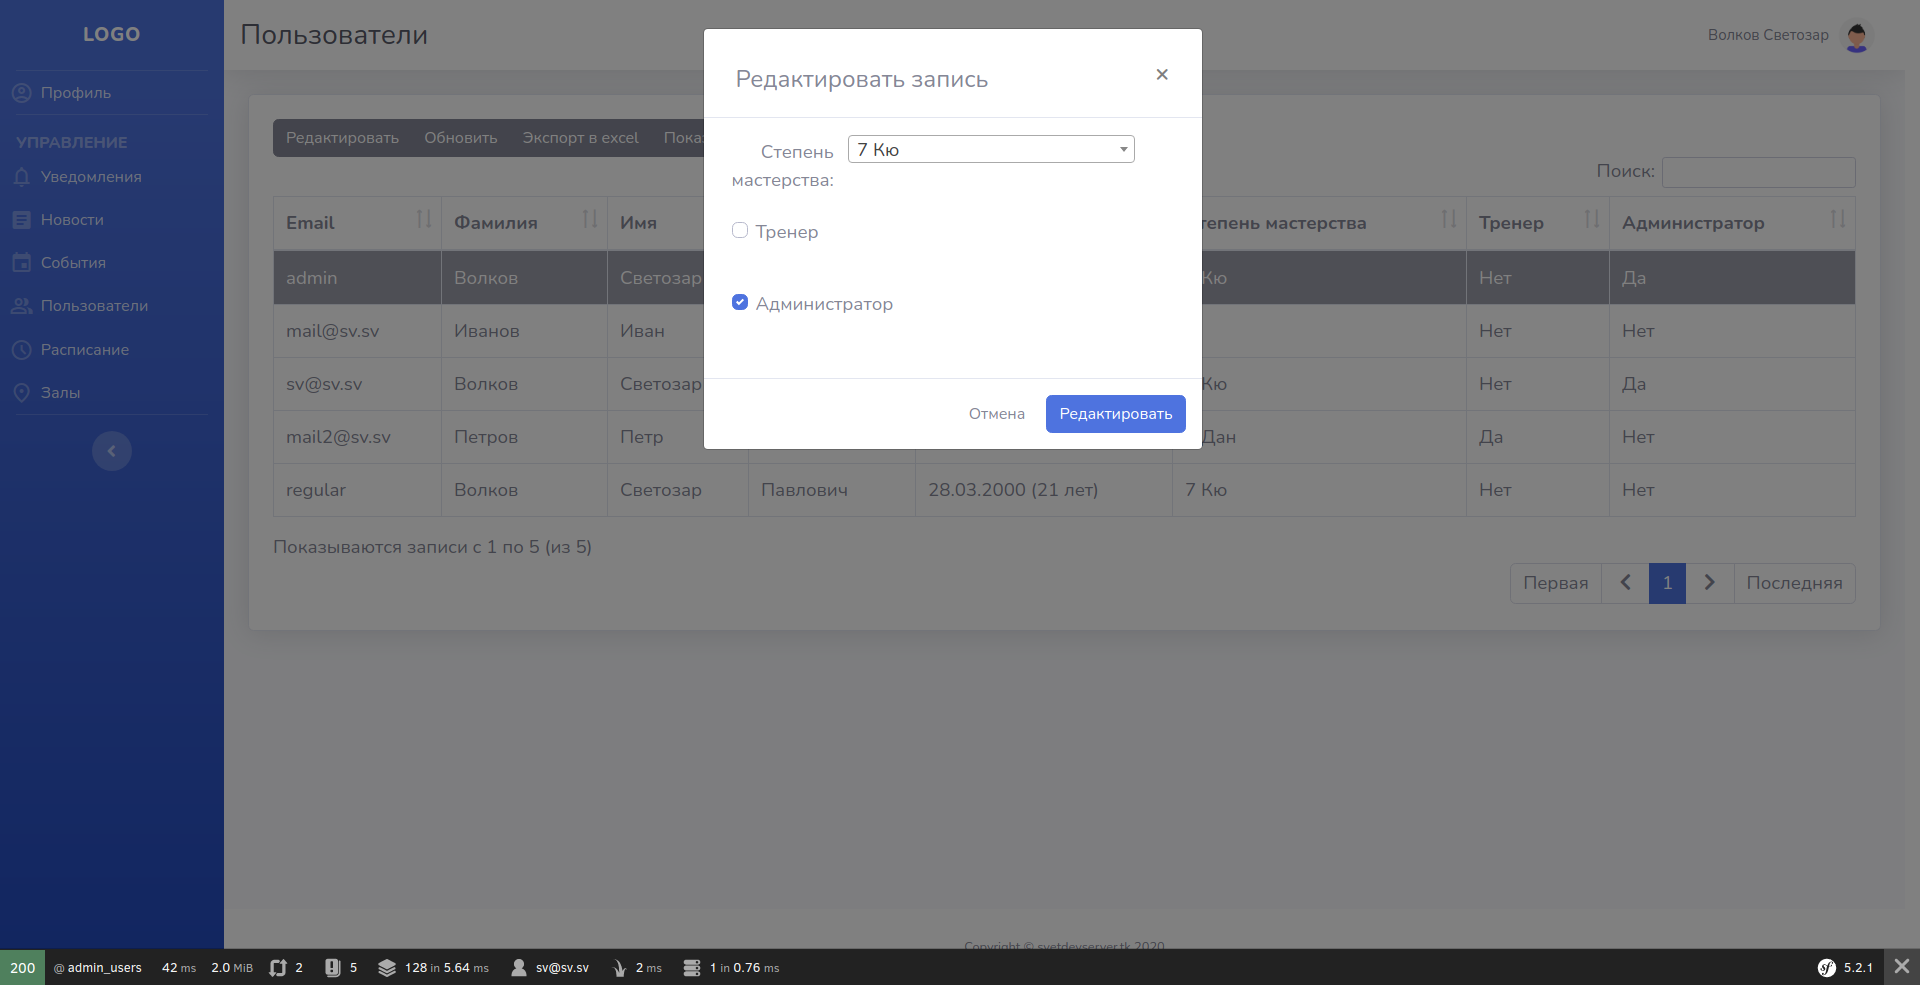 LOGO
Пользователи
Волков Светозар
Профиль
УПРАВЛЕНИЕ
Уведомления
Новости
События
Пользователи
Расписание
Залы
Редактировать Обновить Экспорт в excel
Поиск:
Email Фамилия Имя тепень мастерства Тренер Администратор
admin Волков Светозар Кю Нет Да
mail@sv.sv Иванов Иван Нет Нет
sv@sv.sv Волков Светозар Кю Нет Да
mail2@sv.sv Петров Петр Дан Да Нет
regular Волков Светозар Павлович 28.03.2000 (21 лет) 7 Кю Нет Нет
Показываются записи с 1 по 5 (из 5)
Первая 1 Последняя
Редактировать запись ×
Степень мастерства: 7 Кю
Тренер
Администратор
Отмена Редактировать
Copyright © svetdevserver.tk 2020
200 @ admin_users 42 ms 2.0 MiB 2 5 128 in 5.64 ms sv@sv.sv 2 ms 1 in 0.76 ms sf 5.2.1